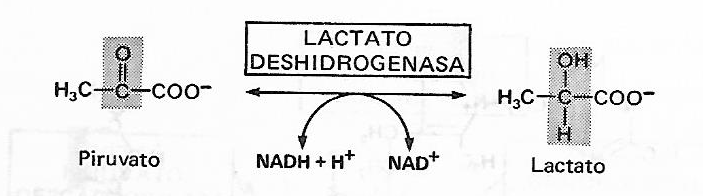 LACTATO
DESHIDROGENASA
O
H₃C—C—COO⁻
Piruvato
NADH + H⁺
NAD⁺
OH
H₃C—C—COO⁻
H
Lactato